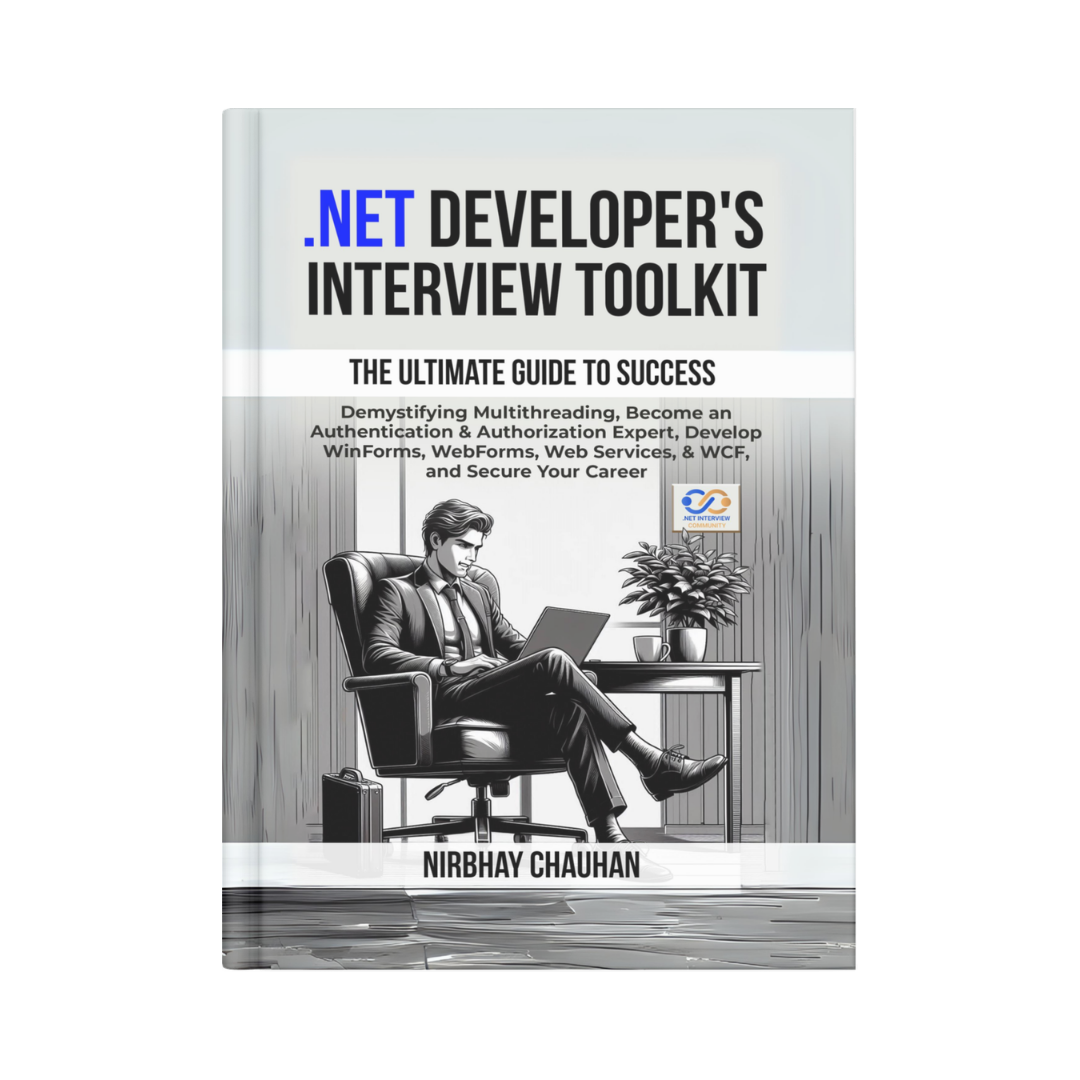 .NET DEVELOPER'S
INTERVIEW TOOLKIT
THE ULTIMATE GUIDE TO SUCCESS
Demystifying Multithreading, Become an
Authentication & Authorization Expert, Develop
WinForms, WebForms, Web Services, & WCF,
and Secure Your Career
.NET INTERVIEW
COMMUNITY
NIRBHAY CHAUHAN